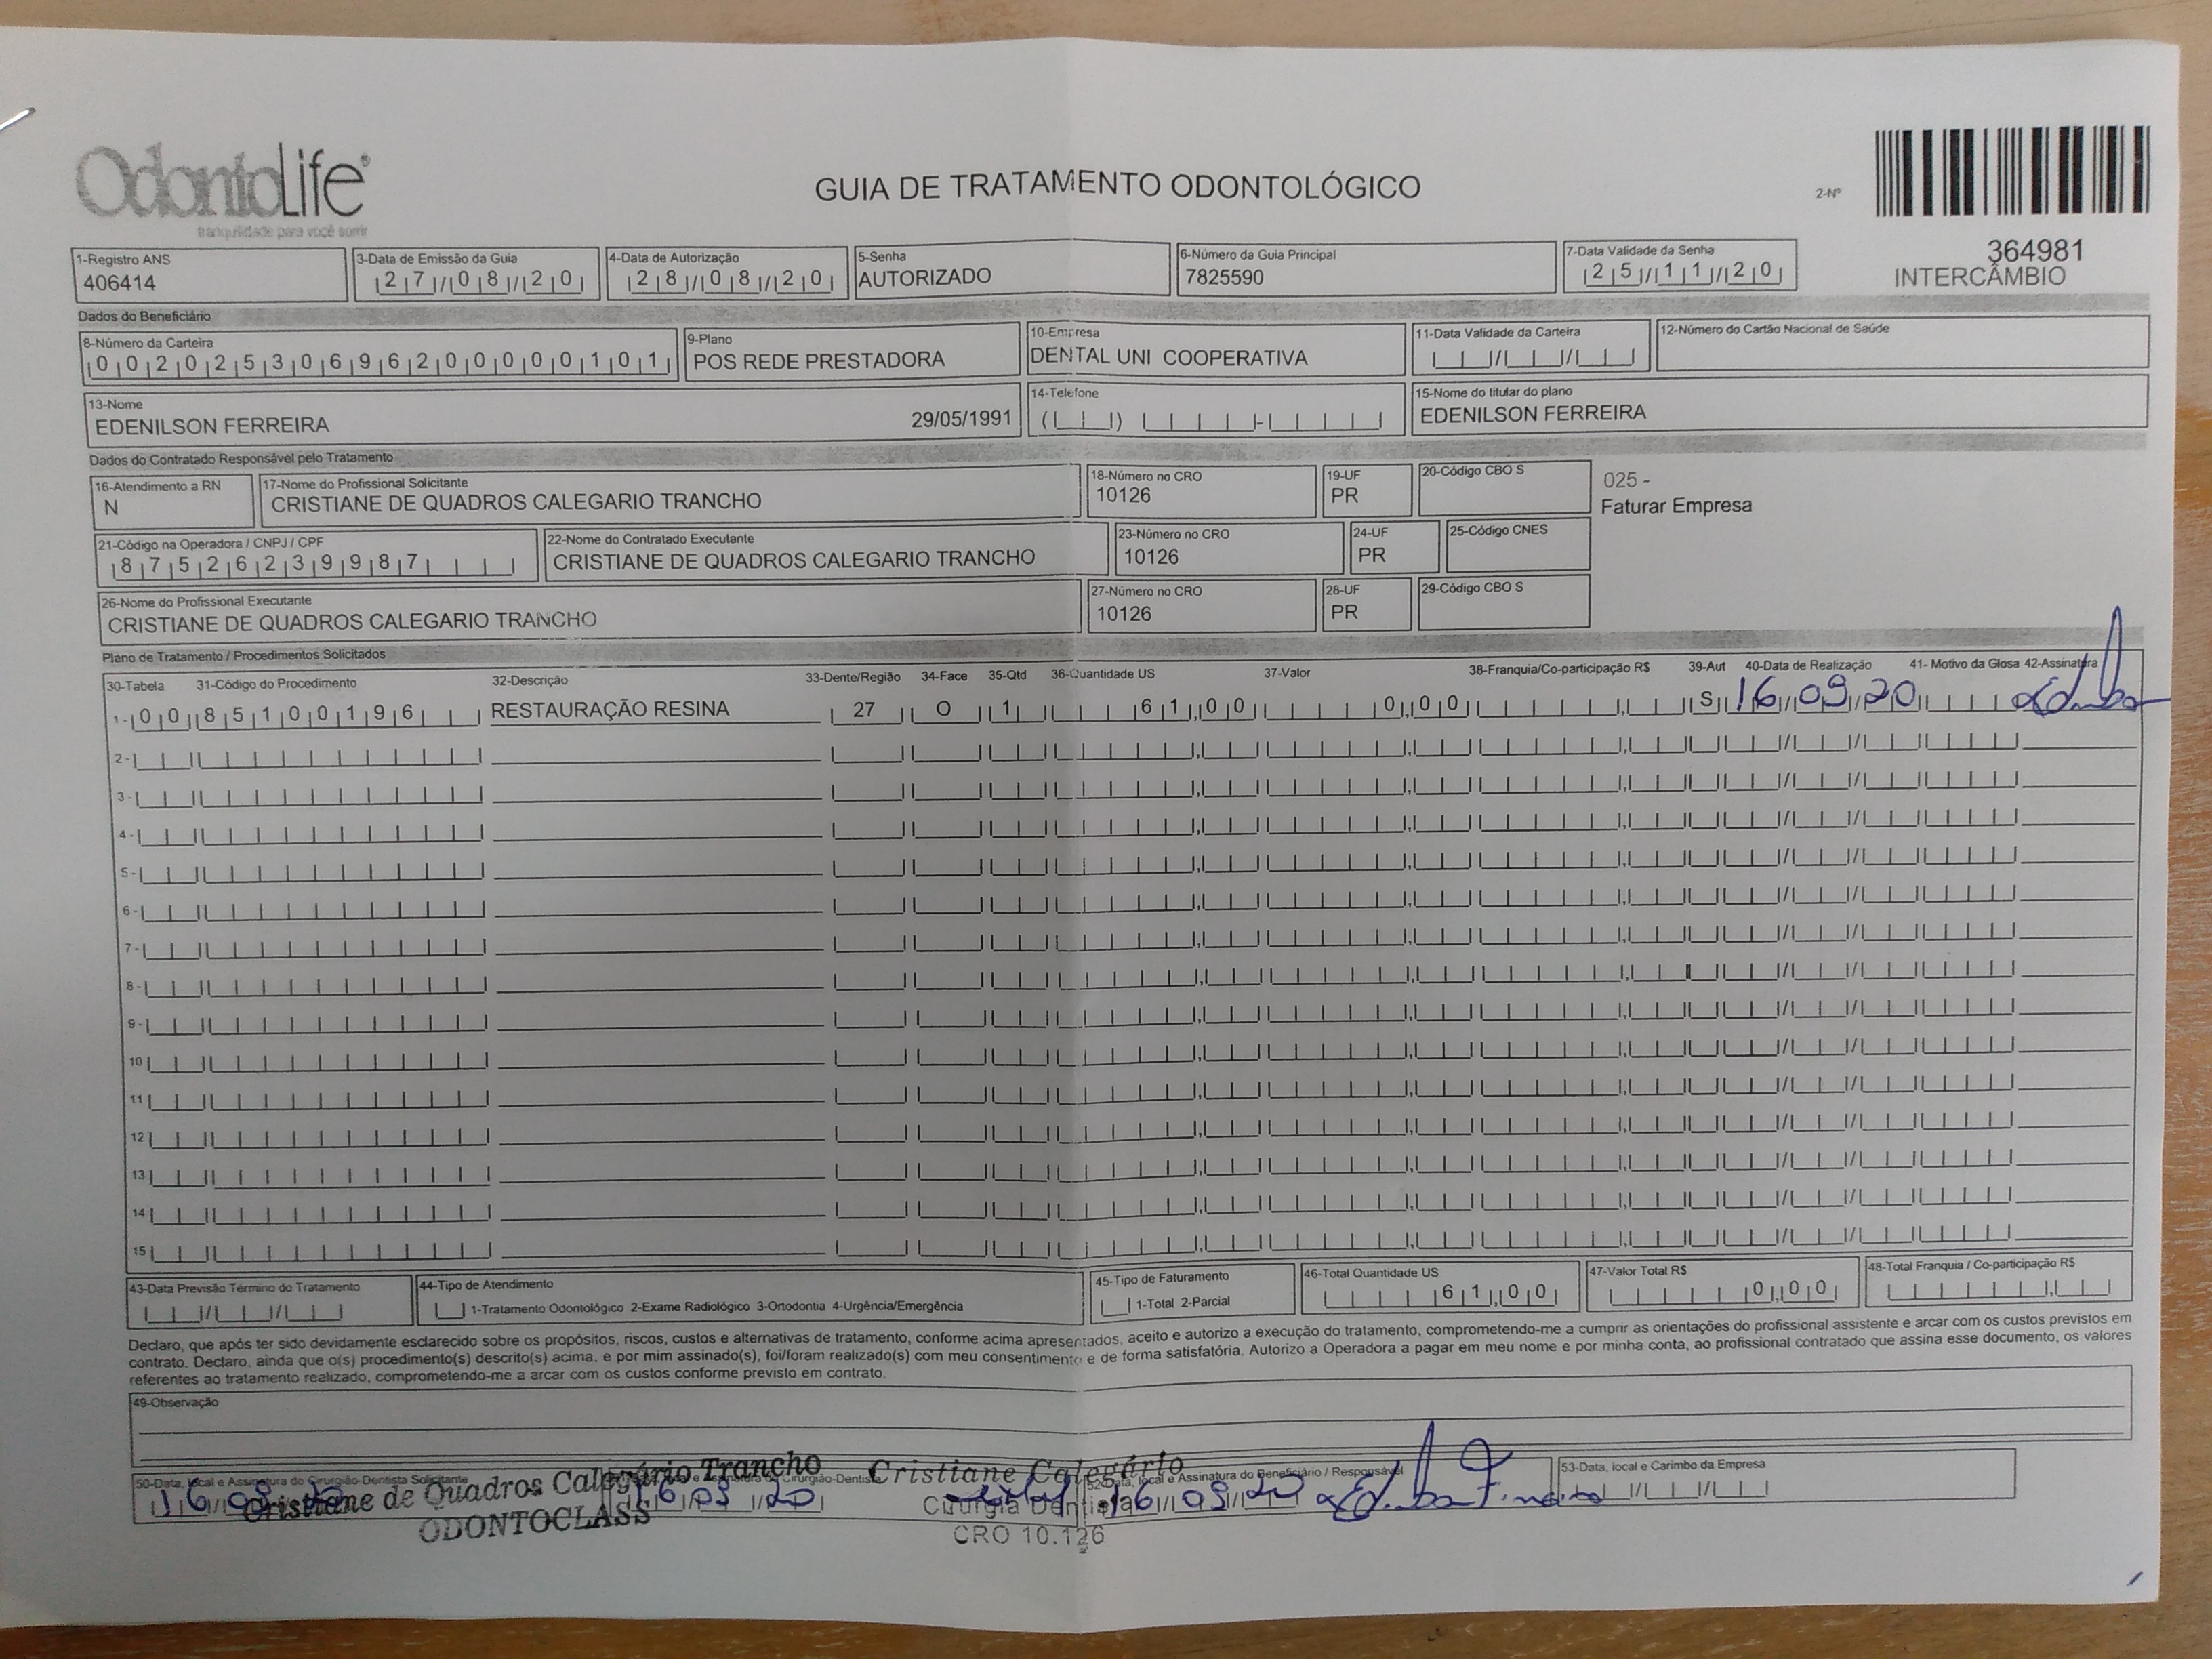 OdontoLife®
tranquilidade para você sorrir
GUIA DE TRATAMENTO ODONTOLÓGICO
2-Nº
364981
INTERCÂMBIO
1-Registro ANS
406414
3-Data de Emissão da Guia
27/08/20
4-Data de Autorização
28/08/20
5-Senha
AUTORIZADO
6-Número da Guia Principal
7825590
7-Data Validade da Senha
25/11/20
Dados do Beneficiário
8-Número da Carteira
00202530696200000101
9-Plano
POS REDE PRESTADORA
10-Empresa
DENTAL UNI COOPERATIVA
11-Data Validade da Carteira
12-Número do Cartão Nacional de Saúde
13-Nome
EDENILSON FERREIRA 29/05/1991
14-Telefone
15-Nome do titular do plano
EDENILSON FERREIRA
Dados do Contratado Responsável pelo Tratamento
16-Atendimento a RN
N
17-Nome do Profissional Solicitante
CRISTIANE DE QUADROS CALEGARIO TRANCHO
18-Número no CRO
10126
19-UF
PR
20-Código CBO S
025 -
Faturar Empresa
21-Código na Operadora / CNPJ / CPF
87526239987
22-Nome do Contratado Executante
CRISTIANE DE QUADROS CALEGARIO TRANCHO
23-Número no CRO
10126
24-UF
PR
25-Código CNES
26-Nome do Profissional Executante
CRISTIANE DE QUADROS CALEGARIO TRANCHO
27-Número no CRO
10126
28-UF
PR
29-Código CBO S
Plano de Tratamento / Procedimentos Solicitados
30-Tabela 31-Código do Procedimento 32-Descrição 33-Dente/Região 34-Face 35-Qtd 36-Quantidade US 37-Valor 38-Franquia/Co-participação R$ 39-Aut 40-Data de Realização 41- Motivo da Glosa 42-Assinatura
1- 00 85100196 RESTAURAÇÃO RESINA 27 O 1 61,00 0,00 S 16/09/20
2-
3-
4-
5-
6-
7-
8-
9-
10
11
12
13
14
15
43-Data Previsão Término do Tratamento
44-Tipo de Atendimento
1-Tratamento Odontológico 2-Exame Radiológico 3-Ortodontia 4-Urgência/Emergência
45-Tipo de Faturamento
1-Total 2-Parcial
46-Total Quantidade US
61,00
47-Valor Total R$
0,00
48-Total Franquia / Co-participação R$
Declaro, que após ter sido devidamente esclarecido sobre os propósitos, riscos, custos e alternativas de tratamento, conforme acima apresentados, aceito e autorizo a execução do tratamento, comprometendo-me a cumprir as orientações do profissional assistente e arcar com os custos previstos em
contrato. Declaro, ainda que o(s) procedimento(s) descrito(s) acima, e por mim assinado(s), foi/foram realizado(s) com meu consentimento e de forma satisfatória. Autorizo a Operadora a pagar em meu nome e por minha conta, ao profissional contratado que assina esse documento, os valores
referentes ao tratamento realizado, comprometendo-me a arcar com os custos conforme previsto em contrato.
49-Observação
50-Data, local e Assinatura do Cirurgião-Dentista Solicitante
16/09/20
Cristiane de Quadros Calegário Trancho
ODONTOCLASS
e Assinatura do Cirurgião-Dentista
16/09/20
Cristiane Calegário
Cirurgiã Dentista
CRO 10.126
52-Data, local e Assinatura do Beneficiário / Responsável
16/09/20
53-Data, local e Carimbo da Empresa